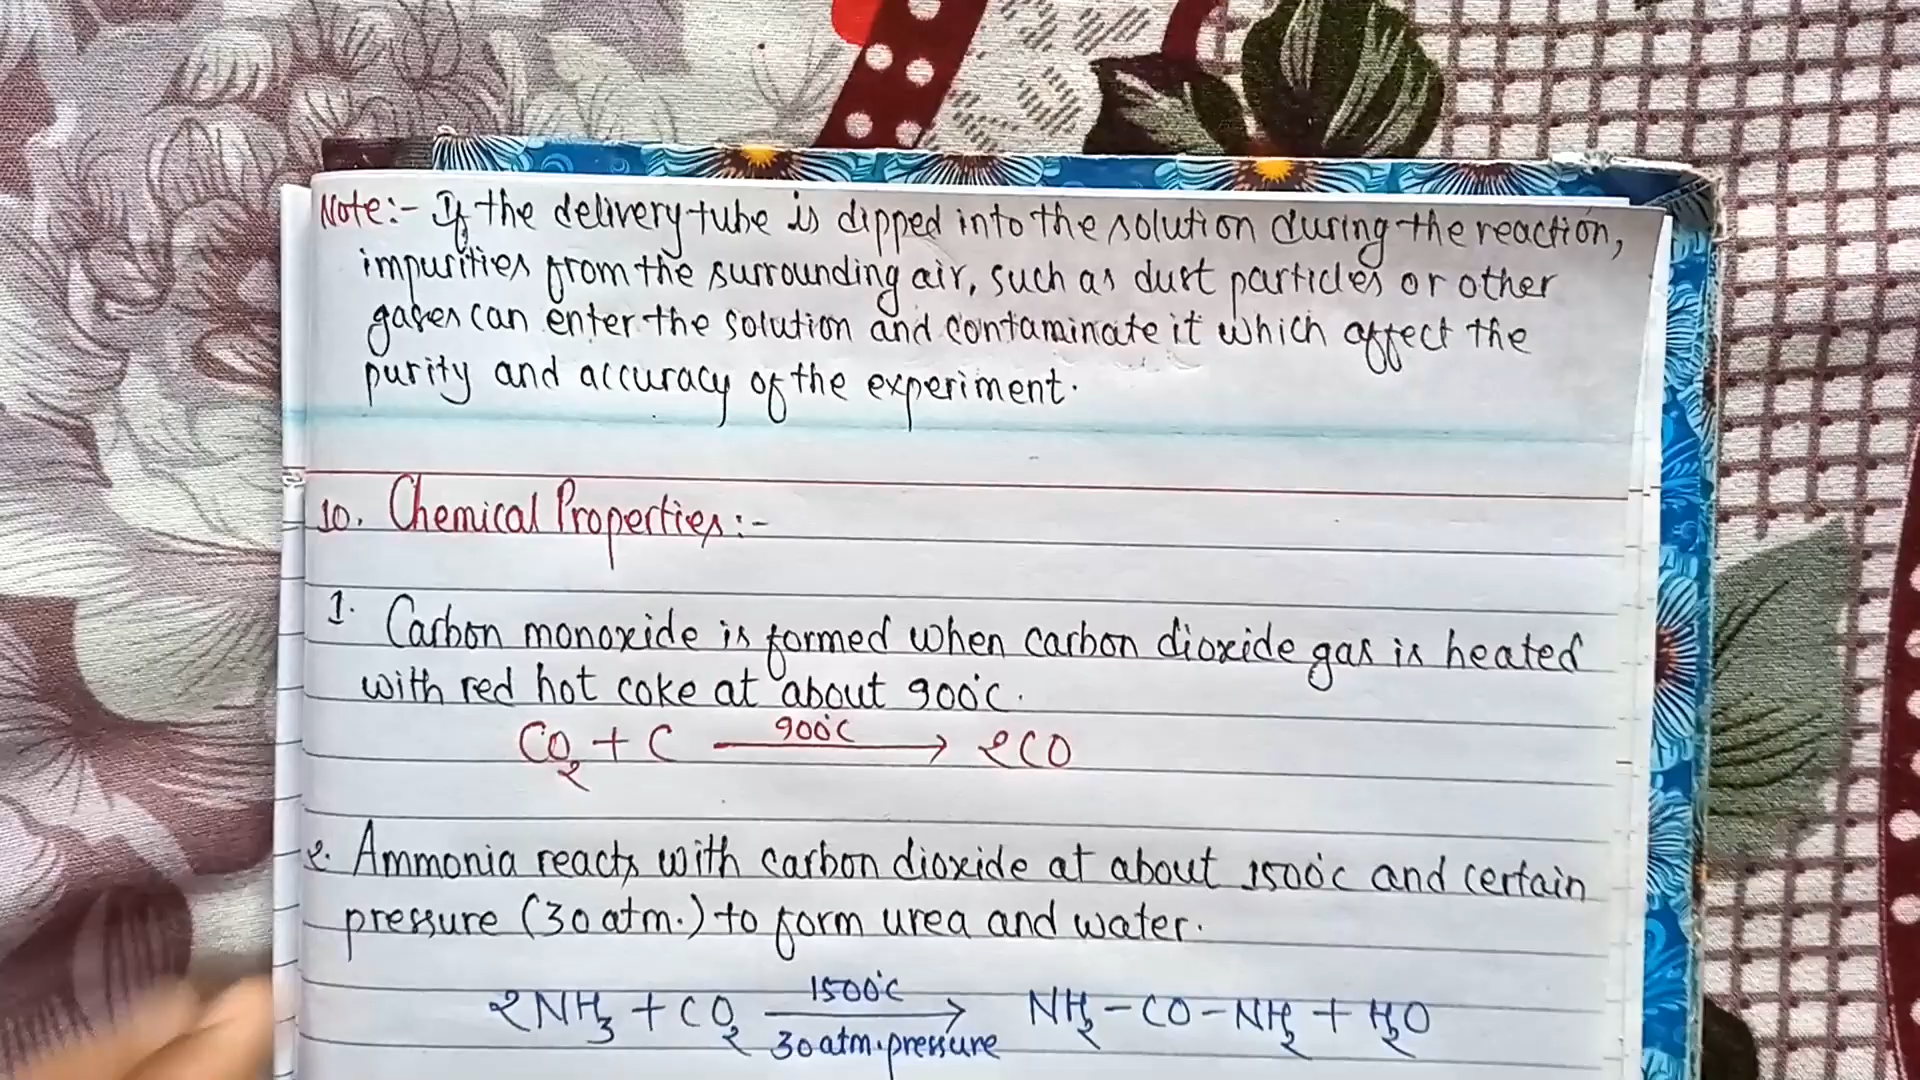 Note:- If the delivery tube is dipped into the solution during the reaction,
impurities from the surrounding air, such as dust particles or other
gases can enter the solution and contaminate it which affect the
purity and accuracy of the experiment.
10. Chemical Properties:-
1. Carbon monoxide is formed when carbon dioxide gas is heated
with red hot coke at about 900°C.
CO₂ + C 900°C → 2CO
2. Ammonia reacts with carbon dioxide at about 1500°C and certain
pressure (30 atm.) to form urea and water.
2NH₃ + CO₂ 1500°C → 30 atm. pressure NH₂-CO-NH₂ + H₂O